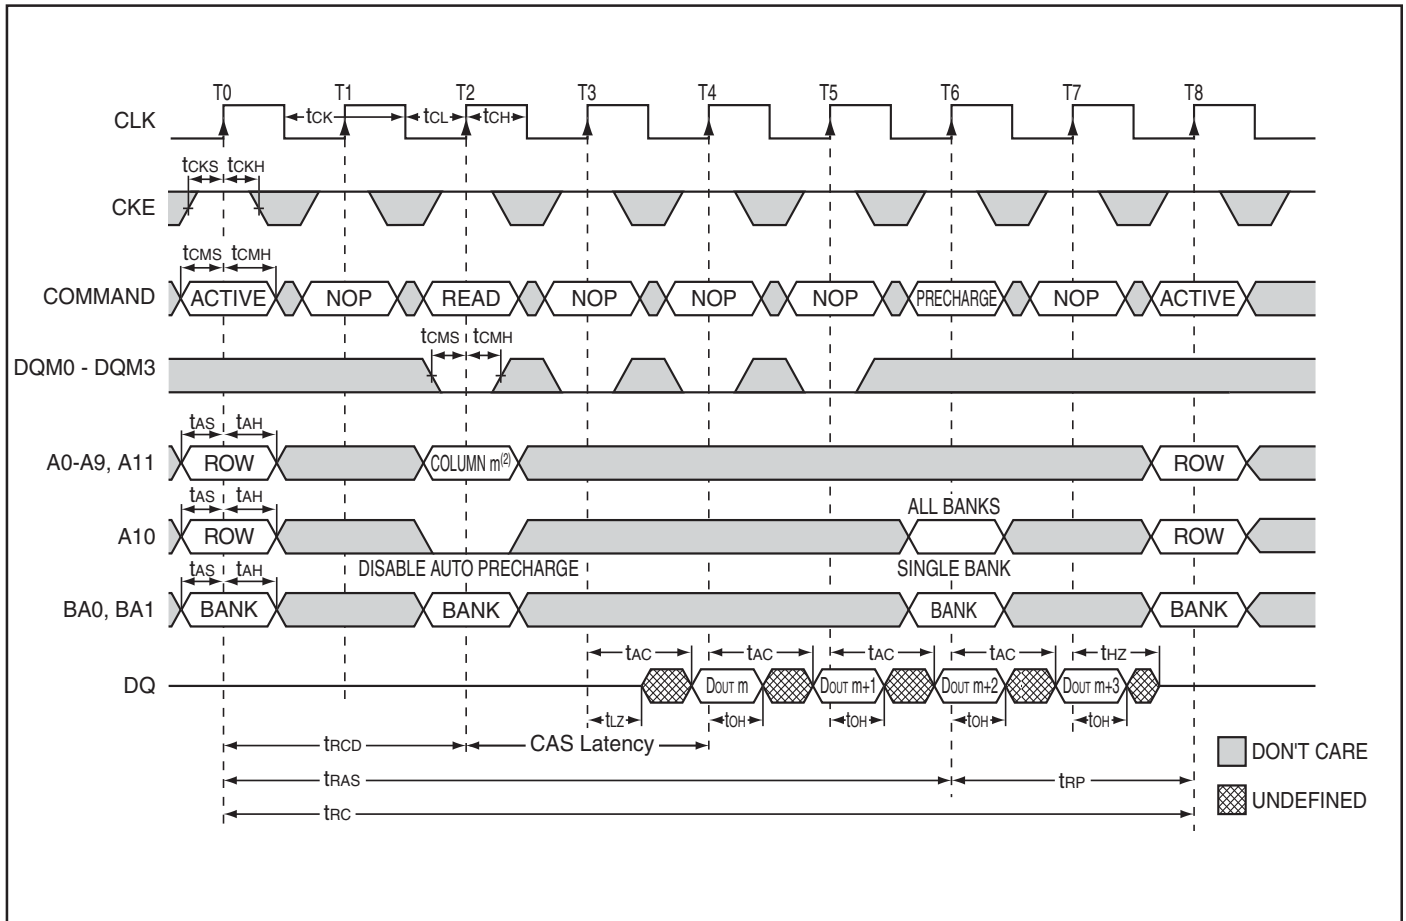 T0 T1 T2 T3 T4 T5 T6 T7 T8
CLK tCK tCL tCH
tCKS tCKH
CKE
tCMS tCMH
COMMAND ACTIVE NOP READ NOP NOP NOP PRECHARGE NOP ACTIVE
tCMS tCMH
DQM0 - DQM3
tAS tAH
A0-A9, A11 ROW COLUMN m(2) ROW
tAS tAH ALL BANKS
A10 ROW ROW
DISABLE AUTO PRECHARGE SINGLE BANK
tAS tAH
BA0, BA1 BANK BANK BANK BANK
tAC tAC tAC tAC tHZ
DQ DOUT m DOUT m+1 DOUT m+2 DOUT m+3
tLZ tOH tOH tOH tOH
tRCD CAS Latency
DON'T CARE
tRAS tRP
UNDEFINED
tRC